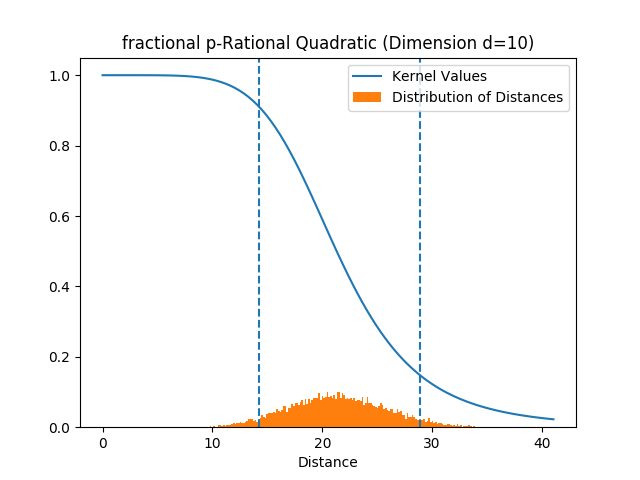 fractional p-Rational Quadratic (Dimension d=10)
Kernel Values
Distribution of Distances
1.0
0.8
0.6
0.4
0.2
0.0
0 10 20 30 40
Distance